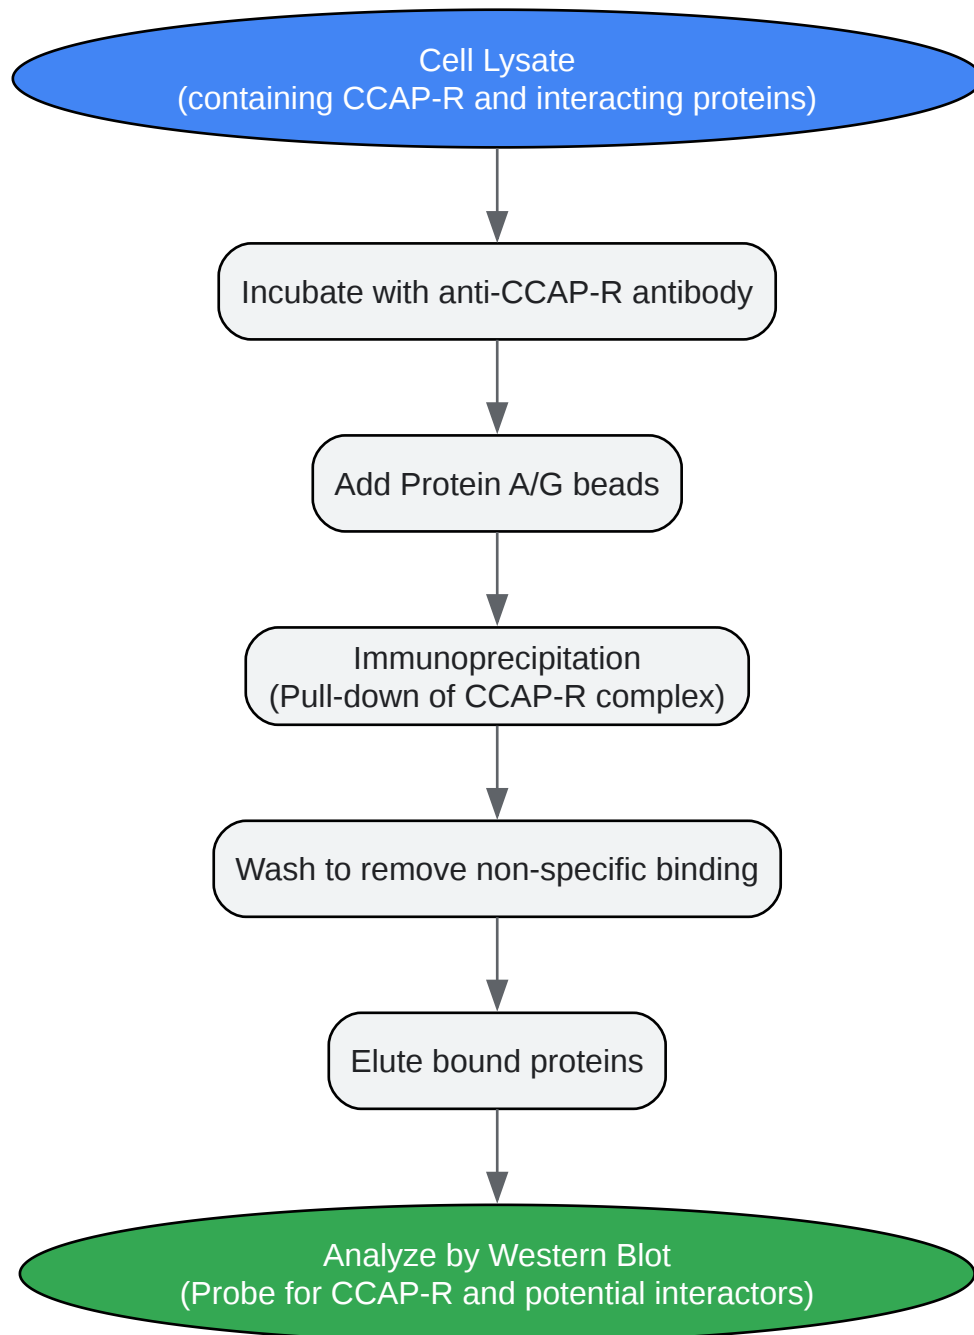 Cell Lysate
(containing CCAP-R and interacting proteins)
Incubate with anti-CCAP-R antibody
Add Protein A/G beads
Immunoprecipitation
(Pull-down of CCAP-R complex)
Wash to remove non-specific binding
Elute bound proteins
Analyze by Western Blot
(Probe for CCAP-R and potential interactors)